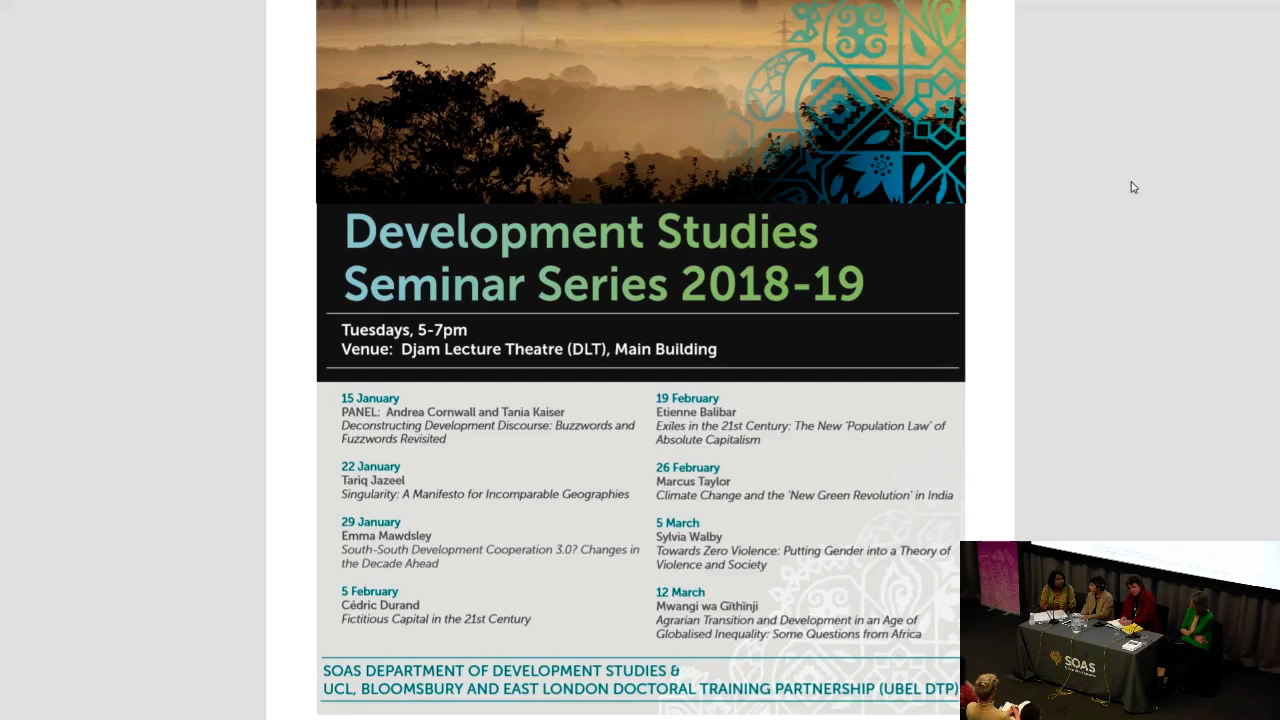 Development Studies
Seminar Series 2018-19
Tuesdays, 5-7pm
Venue: Djam Lecture Theatre (DLT), Main Building
15 January
PANEL: Andrea Cornwall and Tania Kaiser
Deconstructing Development Discourse: Buzzwords and
Fuzzwords Revisited
22 January
Tariq Jazeel
Singularity: A Manifesto for Incomparable Geographies
29 January
Emma Mawdsley
South-South Development Cooperation 3.0? Changes in
the Decade Ahead
5 February
Cédric Durand
Fictitious Capital in the 21st Century
19 February
Etienne Balibar
Exiles in the 21st Century: The New 'Population Law' of
Absolute Capitalism
26 February
Marcus Taylor
Climate Change and the 'New Green Revolution' in India
5 March
Sylvia Walby
Towards Zero Violence: Putting Gender into a Theory of
Violence and Society
12 March
Mwangi wa Gĩthĩnji
Agrarian Transition and Development in an Age of
Globalised Inequality: Some Questions from Africa
SOAS DEPARTMENT OF DEVELOPMENT STUDIES &
UCL, BLOOMSBURY AND EAST LONDON DOCTORAL TRAINING PARTNERSHIP (UBEL DTP)
SOAS